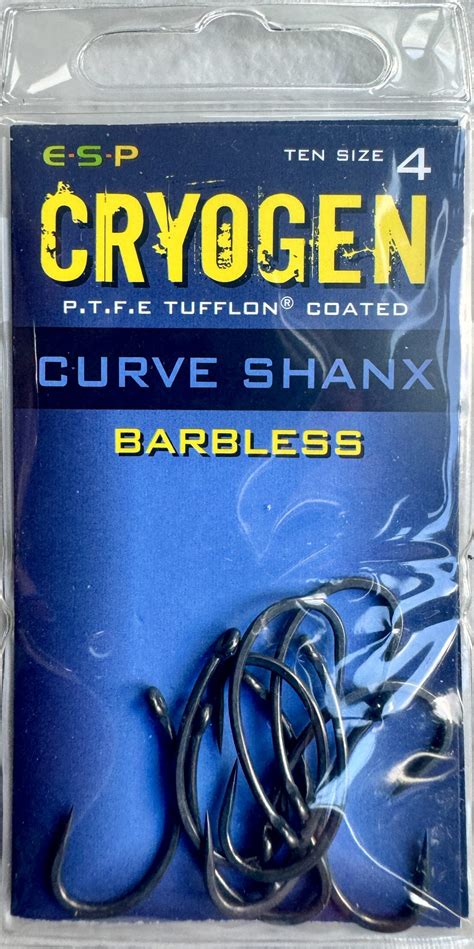 E-S-P TEN SIZE 4
CRYOGEN
P.T.F.E TUFFLON® COATED
CURVE SHANX
BARBLESS